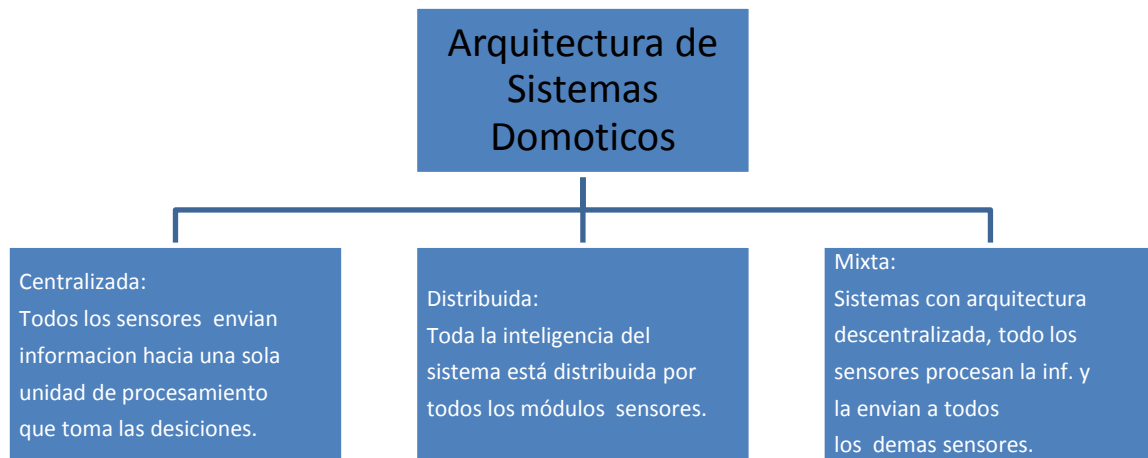 Arquitectura de
Sistemas
Domoticos
Centralizada:
Todos los sensores envian
informacion hacia una sola
unidad de procesamiento
que toma las desiciones.
Distribuida:
Toda la inteligencia del
sistema está distribuida por
todos los módulos sensores.
Mixta:
Sistemas con arquitectura
descentralizada, todo los
sensores procesan la inf. y
la envian a todos
los demas sensores.